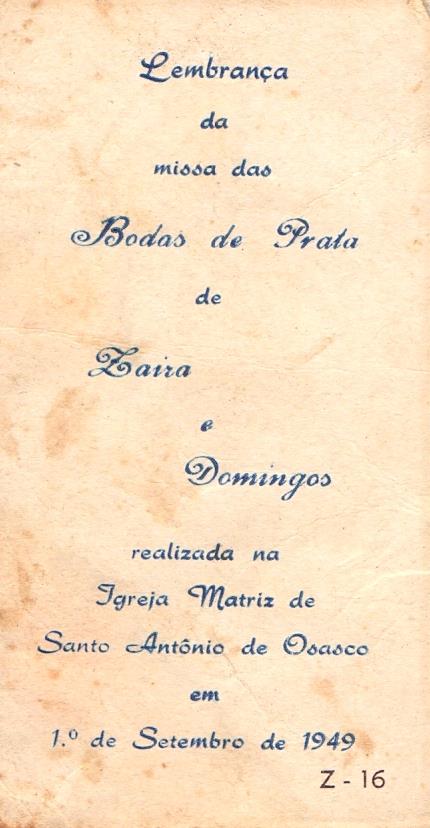 Lembrança
da
missa das
Bodas de Prata
de
Zaira
e
Domingos
realizada na
Igreja Matriz de
Santo Antônio de Osasco
em
1.º de Setembro de 1949
Z - 16